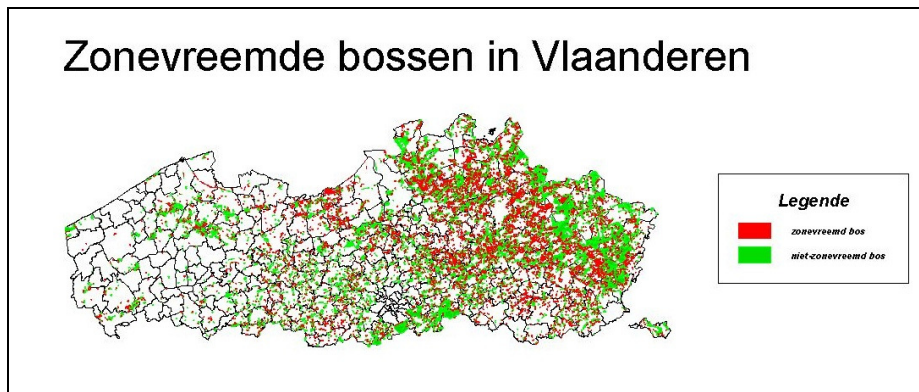 Zonevreemde bossen in Vlaanderen
Legende
zonevreemd bos
niet-zonevreemd bos